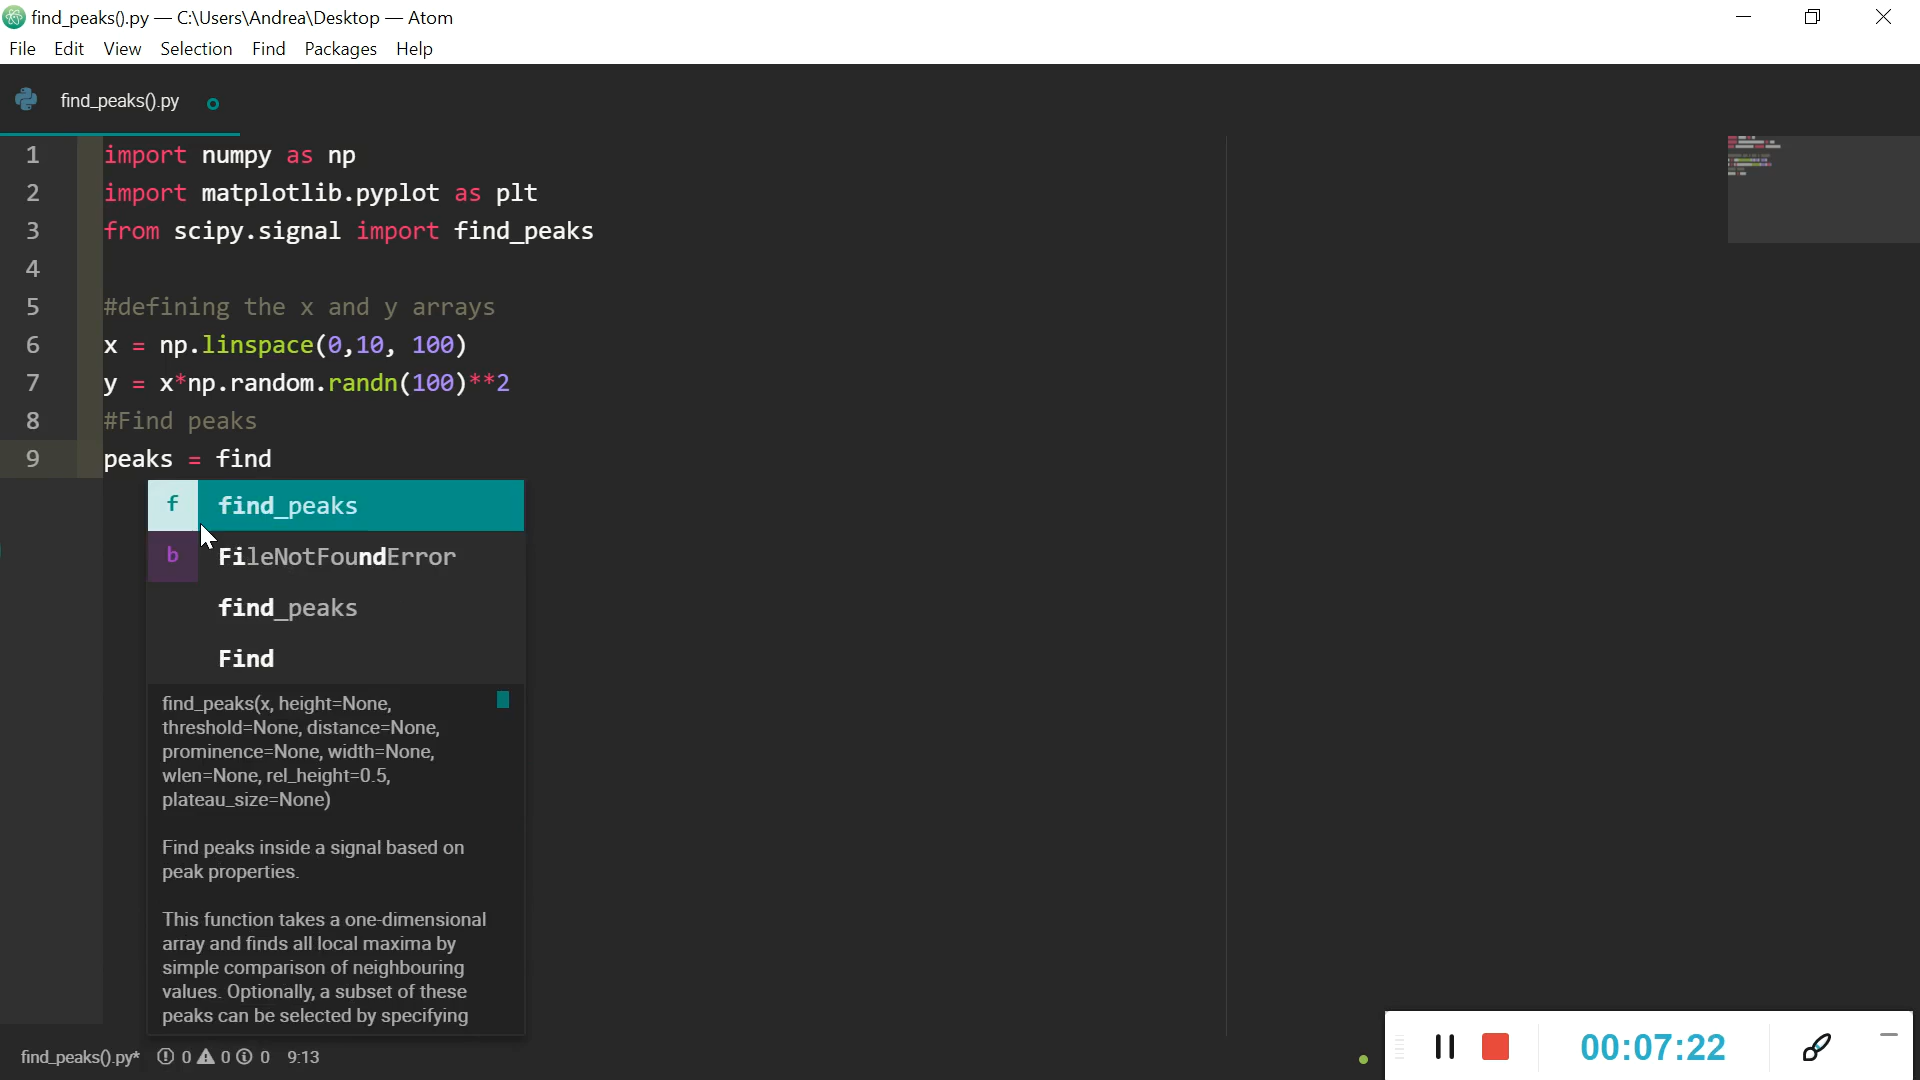 find_peaks().py — C:\Users\Andrea\Desktop — Atom
File Edit View Selection Find Packages Help
find_peaks().py
1 import numpy as np
2 import matplotlib.pyplot as plt
3 from scipy.signal import find_peaks
4
5 #defining the x and y arrays
6 x = np.linspace(0,10, 100)
7 y = x*np.random.randn(100)**2
8 #Find peaks
9 peaks = find
f find_peaks
b FileNotFoundError
find_peaks
Find
find_peaks(x, height=None,
threshold=None, distance=None,
prominence=None, width=None,
wlen=None, rel_height=0.5,
plateau_size=None)
Find peaks inside a signal based on
peak properties.
This function takes a one-dimensional
array and finds all local maxima by
simple comparison of neighbouring
values. Optionally, a subset of these
peaks can be selected by specifying
find_peaks().py* 0 0 0 9:13
00:07:22